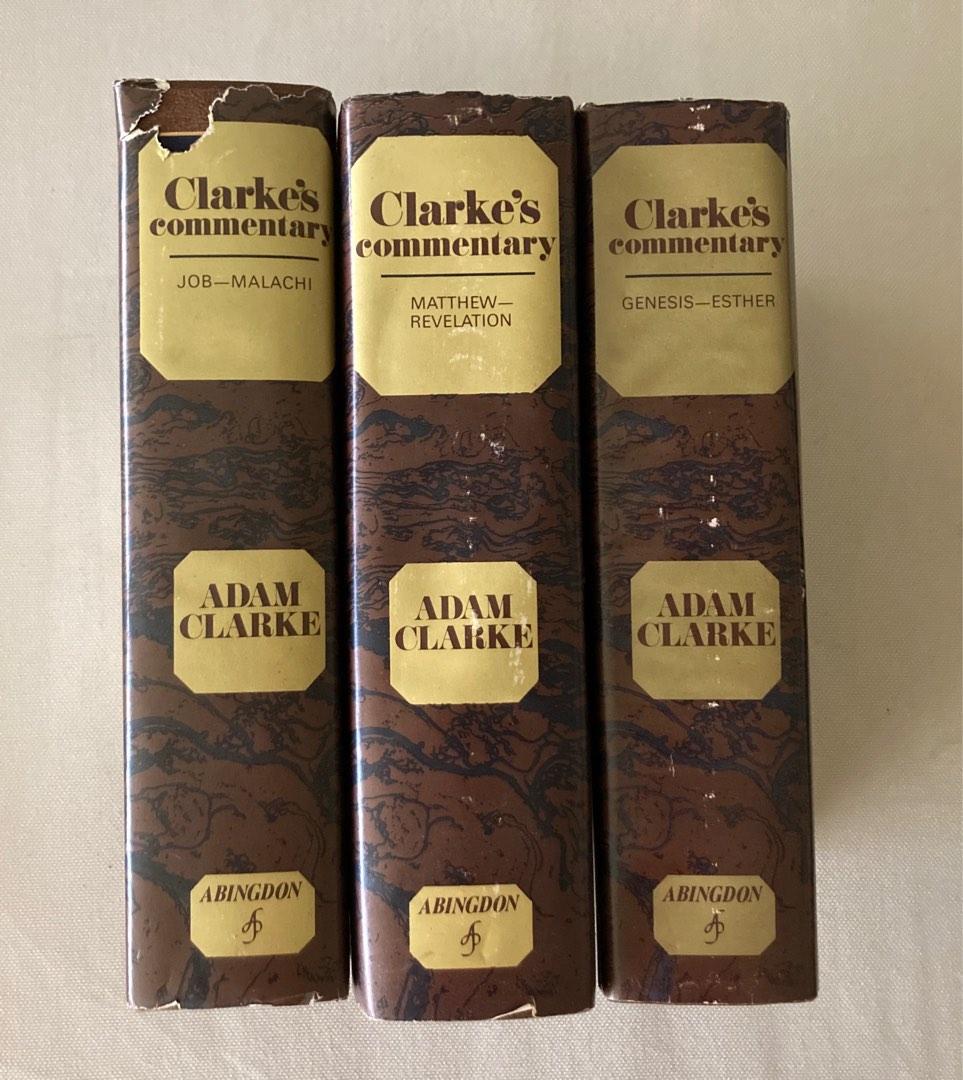 Clarke's
commentary
JOB—MALACHI
ADAM
CLARKE
ABINGDON
Clarke's
commentary
MATTHEW—
REVELATION
ADAM
CLARKE
ABINGDON
Clarke's
commentary
GENESIS—ESTHER
ADAM
CLARKE
ABINGDON